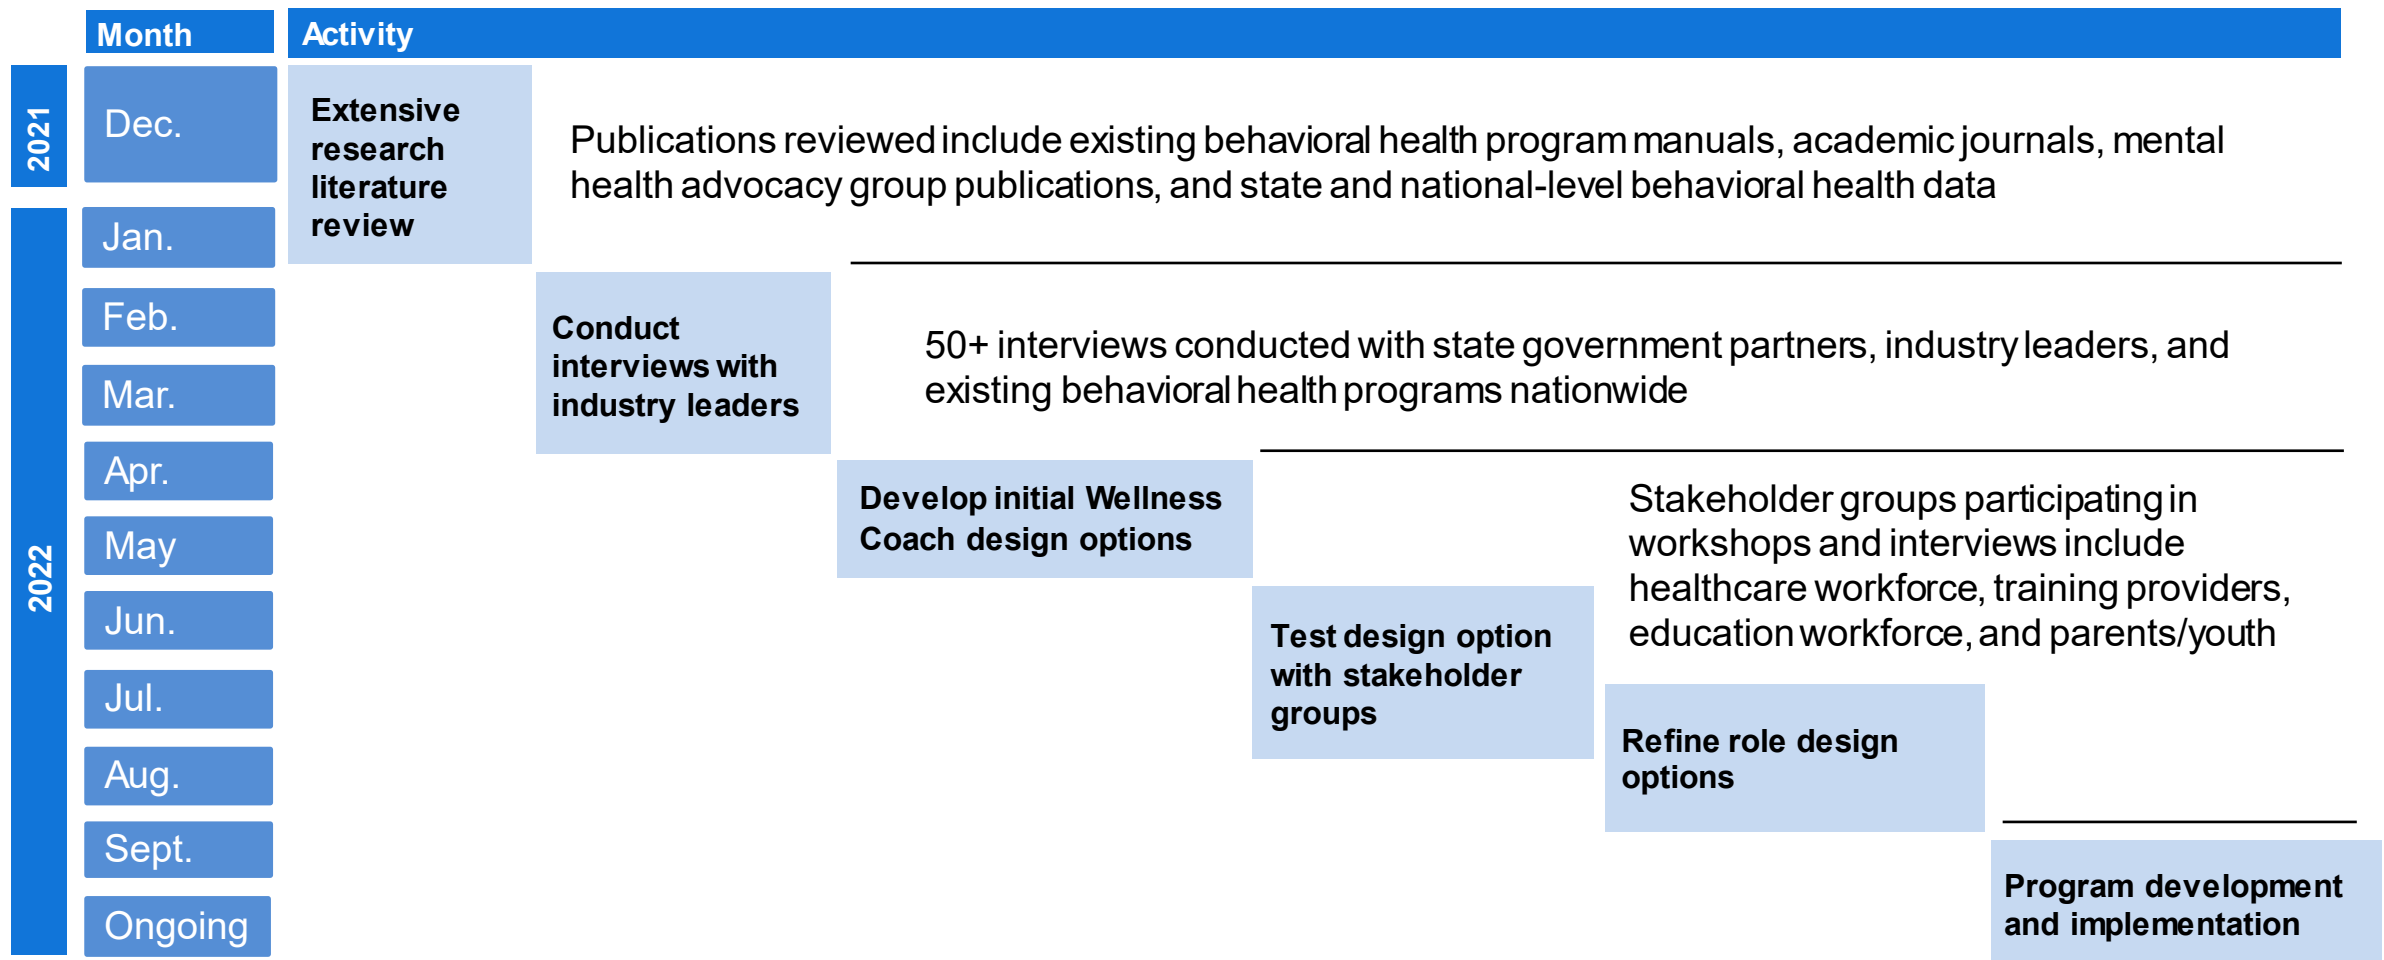 Month
Activity
2021
Dec.
Extensive
research
literature
review
Publications reviewed include existing behavioral health program manuals, academic journals, mental
health advocacy group publications, and state and national-level behavioral health data
2022
Jan.
Feb.
Conduct
interviews with
industry leaders
50+ interviews conducted with state government partners, industry leaders, and
existing behavioral health programs nationwide
Mar.
Apr.
Develop initial Wellness
Coach design options
Stakeholder groups participating in
workshops and interviews include
healthcare workforce, training providers,
education workforce, and parents/youth
May
Jun.
Test design option
with stakeholder
groups
Jul.
Refine role design
options
Aug.
Sept.
Program development
and implementation
Ongoing